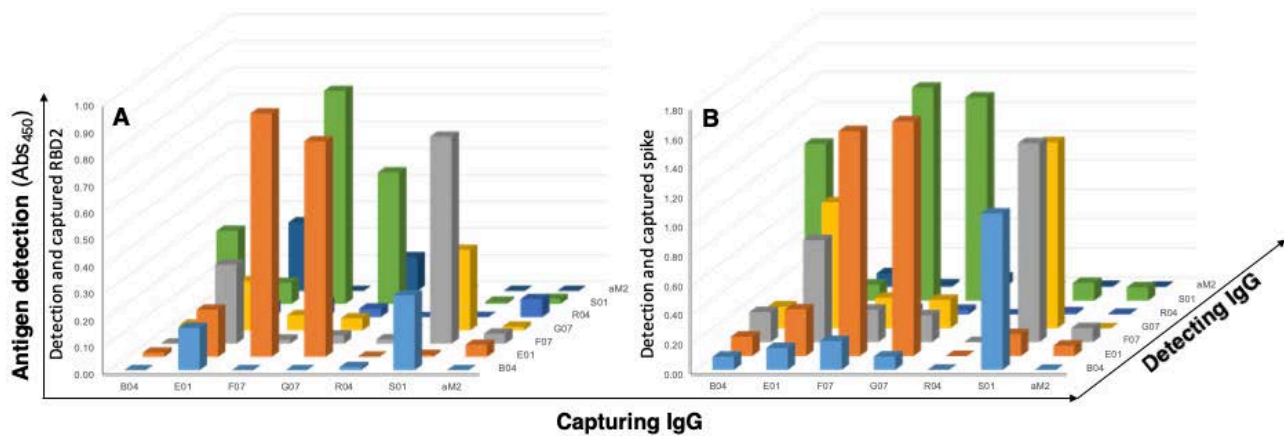 A
B
Antigen detection (Abs.450)
Detection and captured RBD2
1.00
0.90
0.80
0.70
0.60
0.50
0.40
0.30
0.20
0.10
0.00
B04 E01 F07 G07 R04 S01 aM2
aM2
S01
R04
G07
F07
E01
B04
Detection and captured spike
1.80
1.60
1.40
1.20
1.00
0.80
0.60
0.40
0.20
0.00
B04 E01 F07 G07 R04 S01 aM2
aM2
S01
R04
G07
F07
E01
B04
Detecting IgG
Capturing IgG